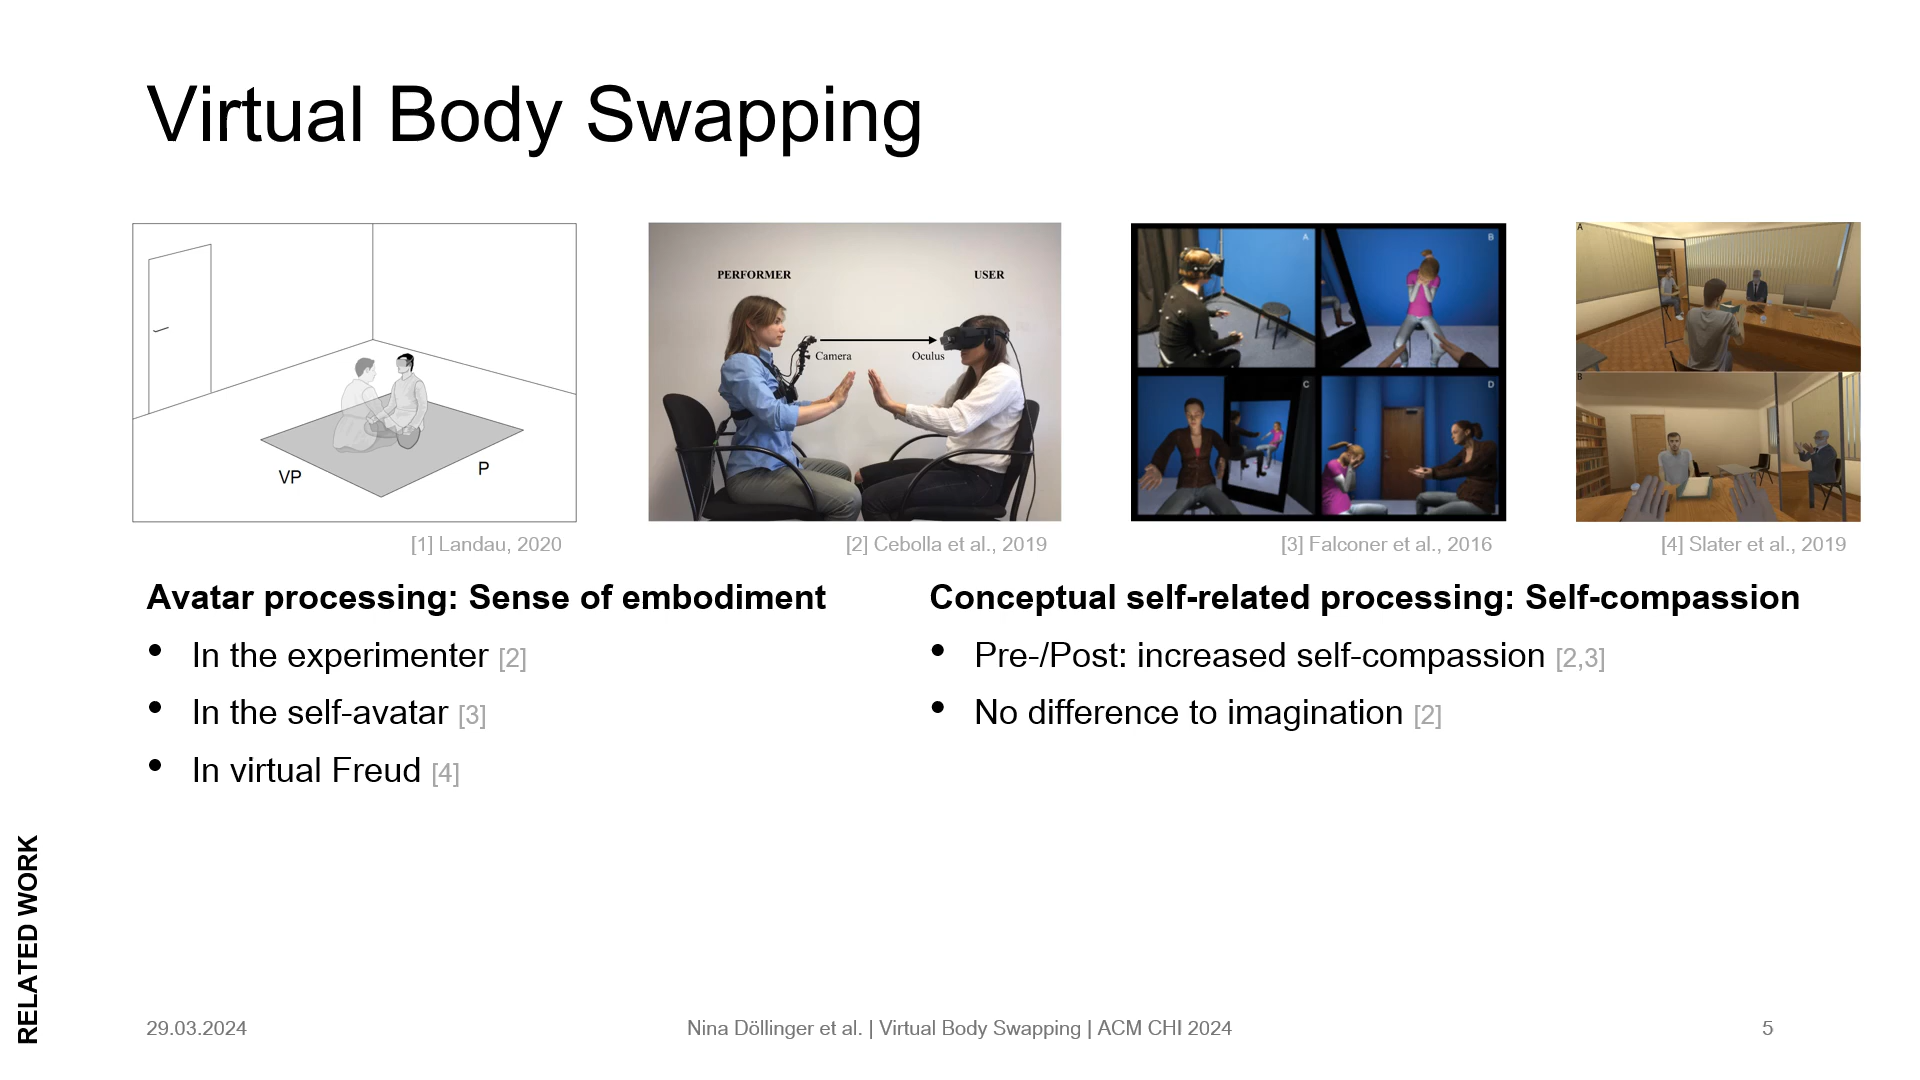 Virtual Body Swapping
VP
P
PERFORMER
USER
Camera
Oculus
A
B
C
D
A
B
[1] Landau, 2020
[2] Cebolla et al., 2019
[3] Falconer et al., 2016
[4] Slater et al., 2019
Avatar processing: Sense of embodiment
• In the experimenter [2]
• In the self-avatar [3]
• In virtual Freud [4]
Conceptual self-related processing: Self-compassion
• Pre-/Post: increased self-compassion [2,3]
• No difference to imagination [2]
RELATED WORK
29.03.2024
Nina Döllinger et al. | Virtual Body Swapping | ACM CHI 2024
5